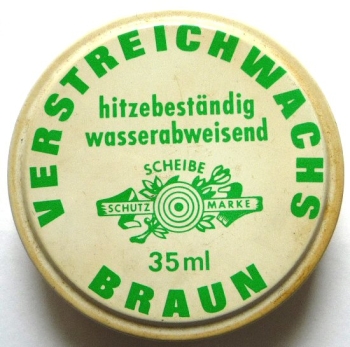 VERSTREICHWACHS
hitzebeständig
wasserabweisend
SCHEIBE
SCHUTZ MARKE
35ml
BRAUN